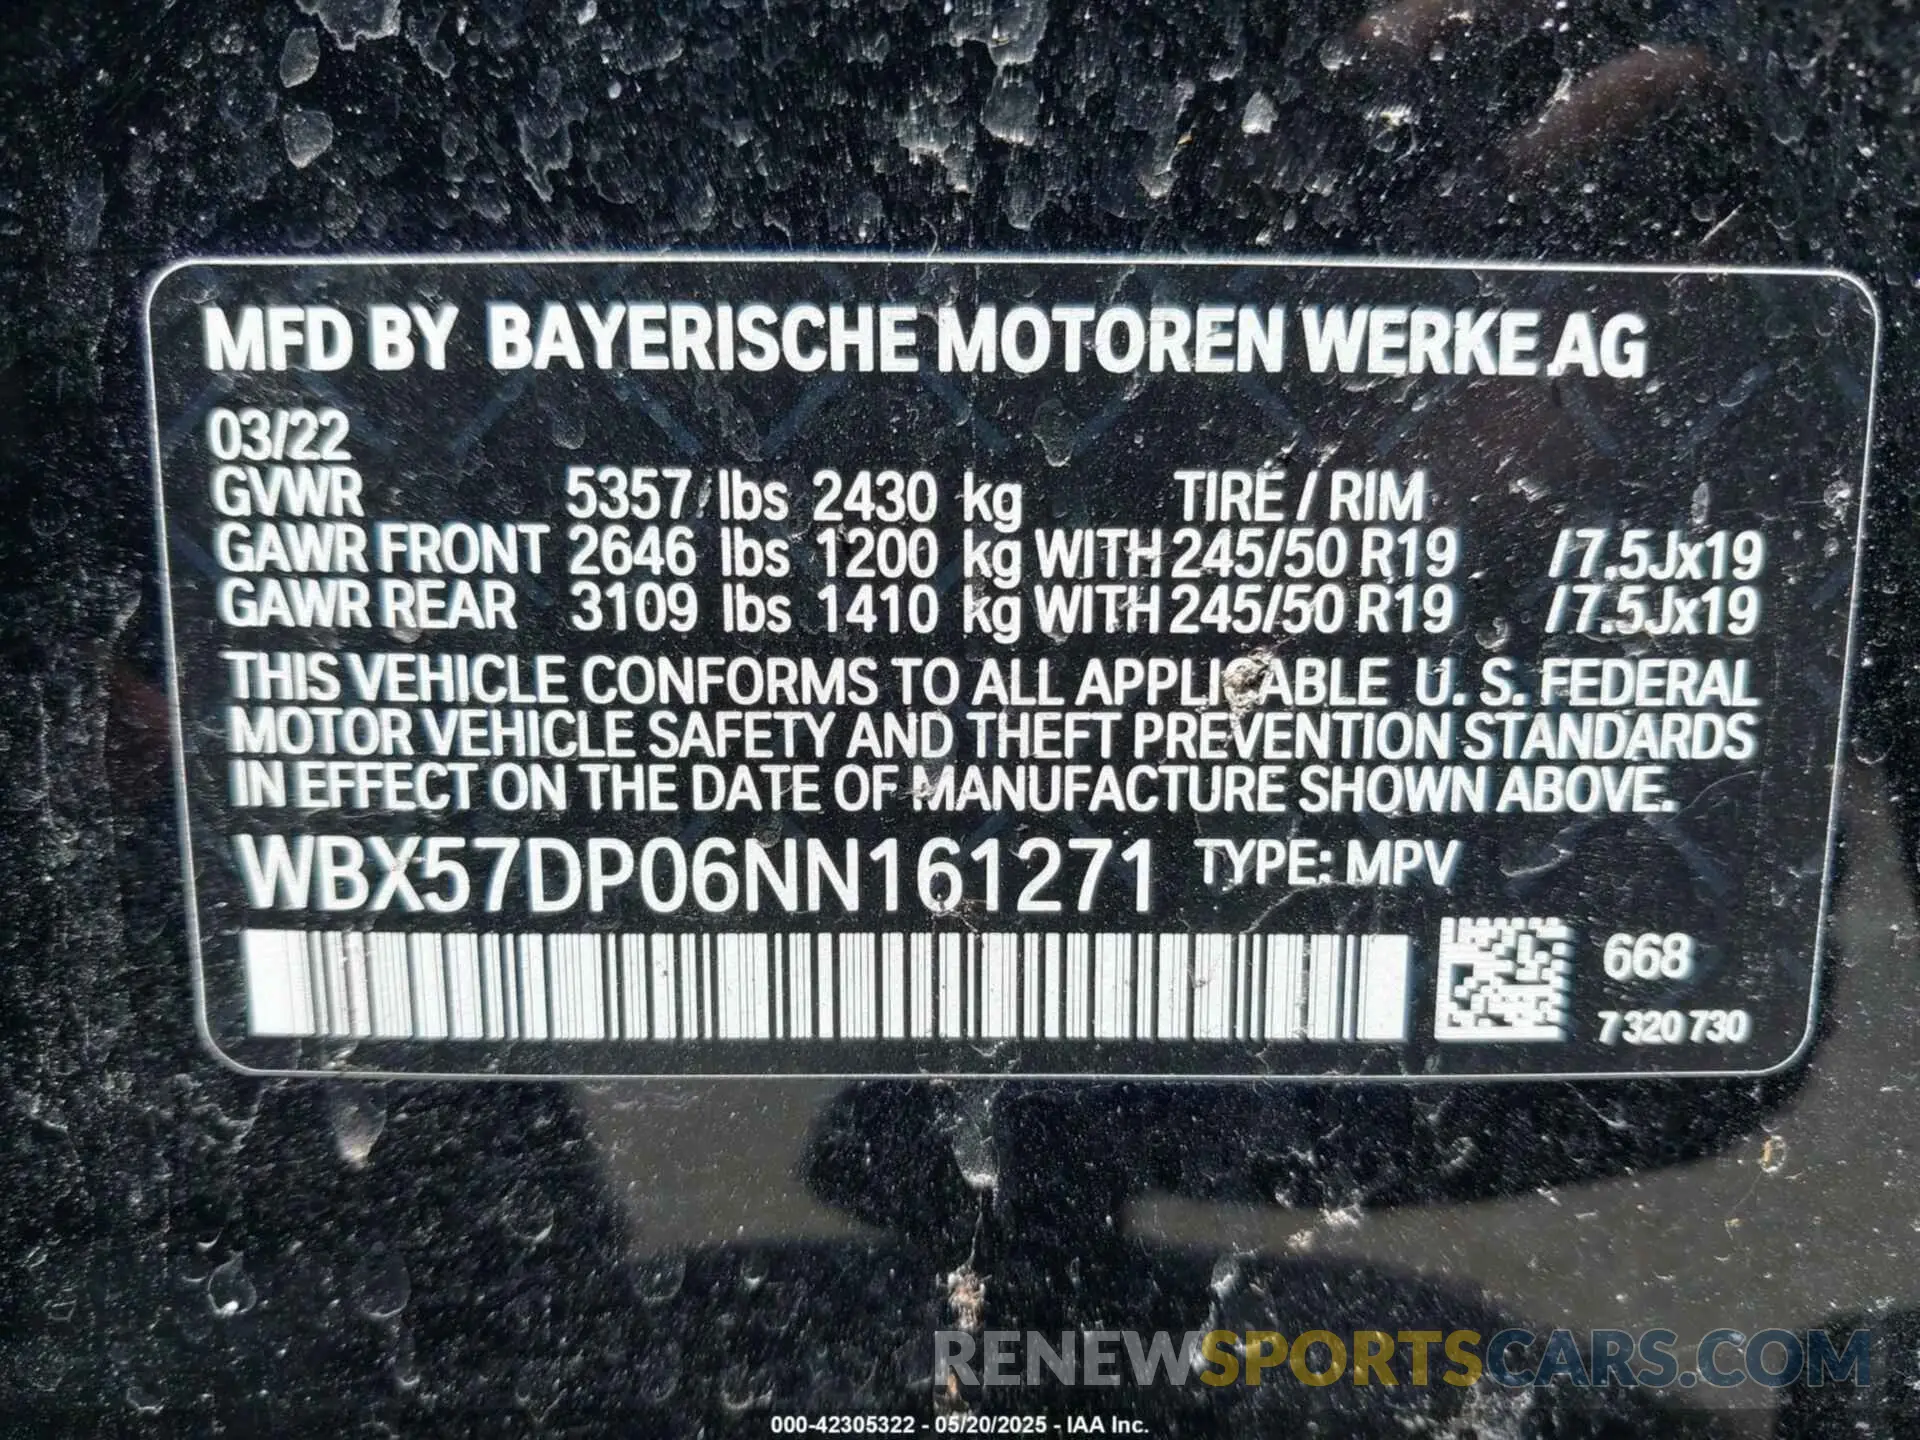 MFD BY BAYERISCHE MOTOREN WERKE AG
03/22
GVWR 5357 lbs 2430 kg TIRE / RIM
GAWR FRONT 2646 lbs 1200 kg WITH 245/50 R19 /7.5Jx19
GAWR REAR 3109 lbs 1410 kg WITH 245/50 R19 /7.5Jx19
THIS VEHICLE CONFORMS TO ALL APPLICABLE U. S. FEDERAL
MOTOR VEHICLE SAFETY AND THEFT PREVENTION STANDARDS
IN EFFECT ON THE DATE OF MANUFACTURE SHOWN ABOVE.
WBX57DP06NN161271 TYPE: MPV
668
7 320 730
RENEWSPORTSCARS.COM
000-42305322 - 05/20/2025 - IAA Inc.